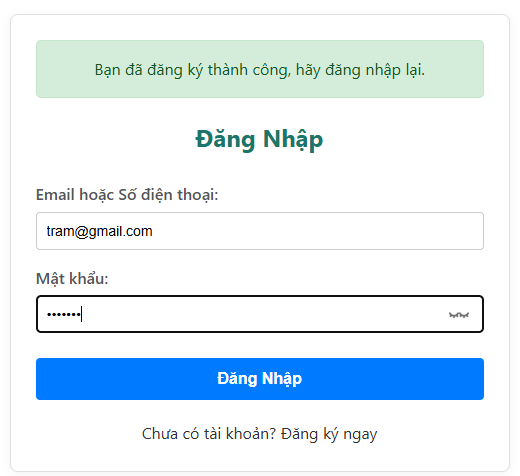 Bạn đã đăng ký thành công, hãy đăng nhập lại.
Đăng Nhập
Email hoặc Số điện thoại:
tram@gmail.com
Mật khẩu:
•••••••
Đăng Nhập
Chưa có tài khoản? Đăng ký ngay